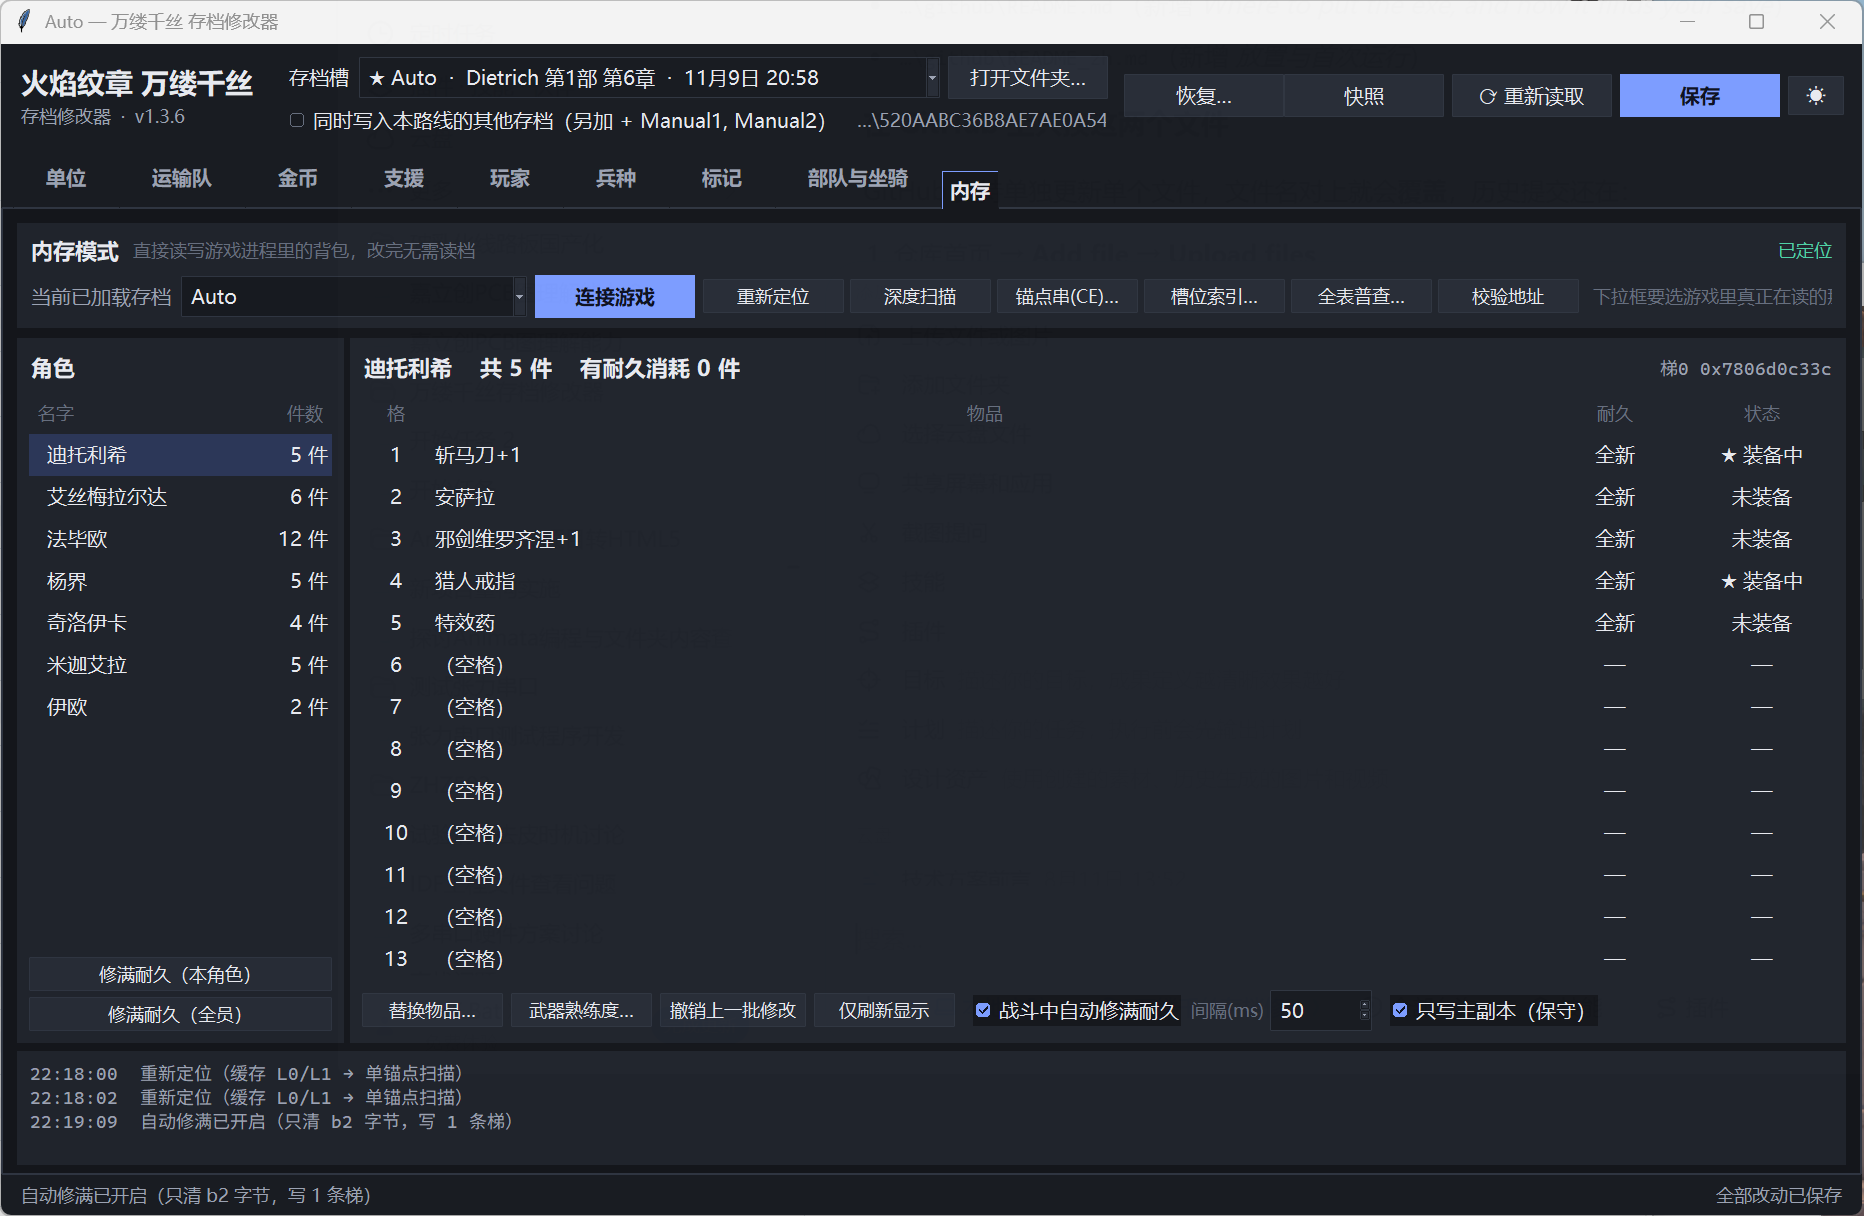 Auto — 万缕千丝 存档修改器
火焰纹章 万缕千丝
存档修改器 · v1.3.6
存档槽
★ Auto · Dietrich 第1部 第6章 · 11月9日 20:58
打开文件夹...
恢复...
快照
重新读取
保存
同时写入本路线的其他存档（另加 + Manual1, Manual2）
...\520AABC36B8AE7AE0A54
单位 运输队 金币 支援 玩家 兵种 标记 部队与坐骑 内存
内存模式 直接读写游戏进程里的背包，改完无需读档
已定位
当前已加载存档 Auto 连接游戏 重新定位 深度扫描 锚点串(CE)... 槽位索引... 全表普查... 校验地址 下拉框要选游戏里真正在读的
角色
名字 件数
迪托利希 5 件
艾丝梅拉尔达 6 件
法毕欧 12 件
杨界 5 件
奇洛伊卡 4 件
米迦艾拉 5 件
伊欧 2 件
修满耐久（本角色）
修满耐久（全员）
迪托利希 共 5 件 有耐久消耗 0 件
梯0 0x7806d0c33c
格 物品 耐久 状态
1 斩马刀+1 全新 ★ 装备中
2 安萨拉 全新 未装备
3 邪剑维罗齐涅+1 全新 未装备
4 猎人戒指 全新 ★ 装备中
5 特效药 全新 未装备
6 （空格） — —
7 （空格） — —
8 （空格） — —
9 （空格） — —
10 （空格） — —
11 （空格） — —
12 （空格） — —
13 （空格） — —
替换物品... 武器熟练度... 撤销上一批修改 仅刷新显示 战斗中自动修满耐久 间隔(ms) 50 只写主副本（保守）
22:18:00 重新定位（缓存 L0/L1 → 单锚点扫描）
22:18:02 重新定位（缓存 L0/L1 → 单锚点扫描）
22:19:09 自动修满已开启（只清 b2 字节，写 1 条梯）
自动修满已开启（只清 b2 字节，写 1 条梯）
全部改动已保存